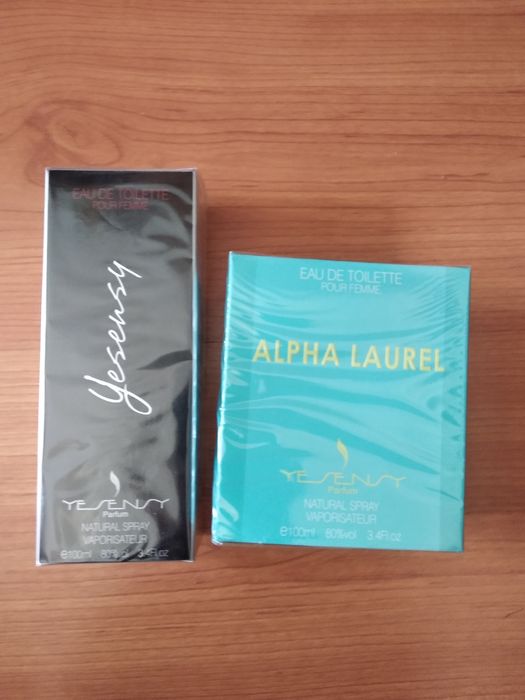 EAU DE TOILETTE
POUR FEMME
Yesensy
YESENSY
Parfum
NATURAL SPRAY
VAPORISATEUR
e100ml 80%vol 3.4Fl.oz
EAU DE TOILETTE
POUR FEMME
ALPHA LAUREL
YESENSY
Parfum
NATURAL SPRAY
VAPORISATEUR
e100ml 80%vol 3.4Fl.oz